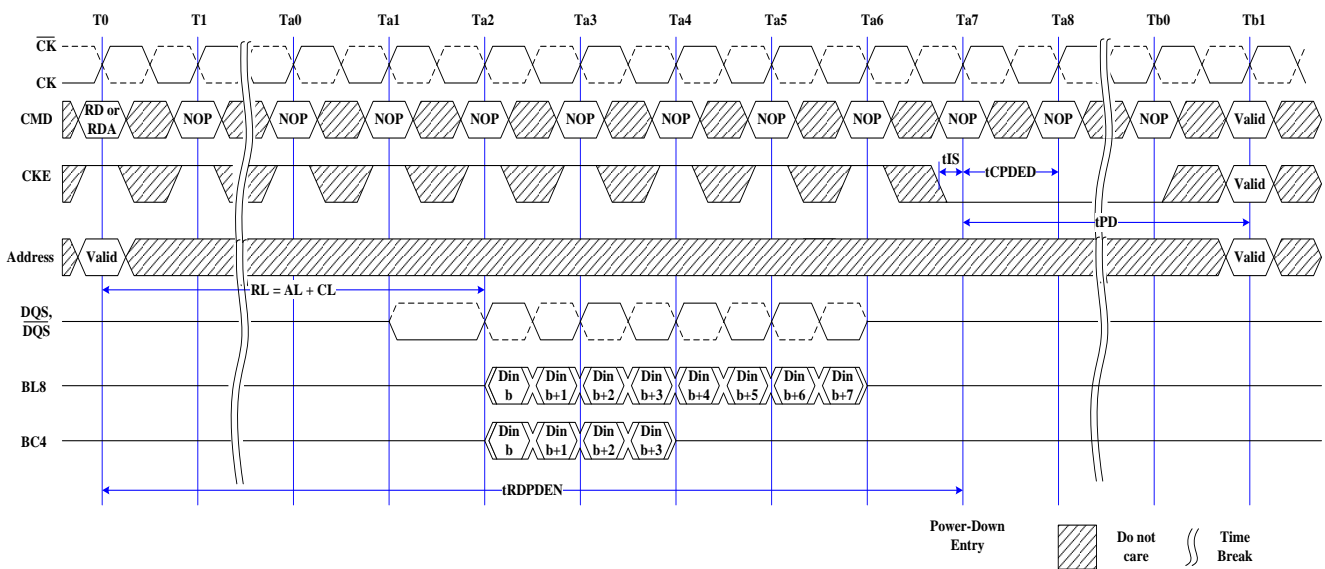 T0 T1 Ta0 Ta1 Ta2 Ta3 Ta4 Ta5 Ta6 Ta7 Ta8 Tb0 Tb1
CK
CK
CMD RD or RDA NOP NOP NOP NOP NOP NOP NOP NOP NOP NOP NOP Valid
CKE tIS tCPDED Valid
tPD
Address Valid Valid
RL = AL + CL
DQS,
DQS
BL8 Din b Din b+1 Din b+2 Din b+3 Din b+4 Din b+5 Din b+6 Din b+7
BC4 Din b Din b+1 Din b+2 Din b+3
tRDPDEN
Power-Down
Entry
Do not
care
Time
Break